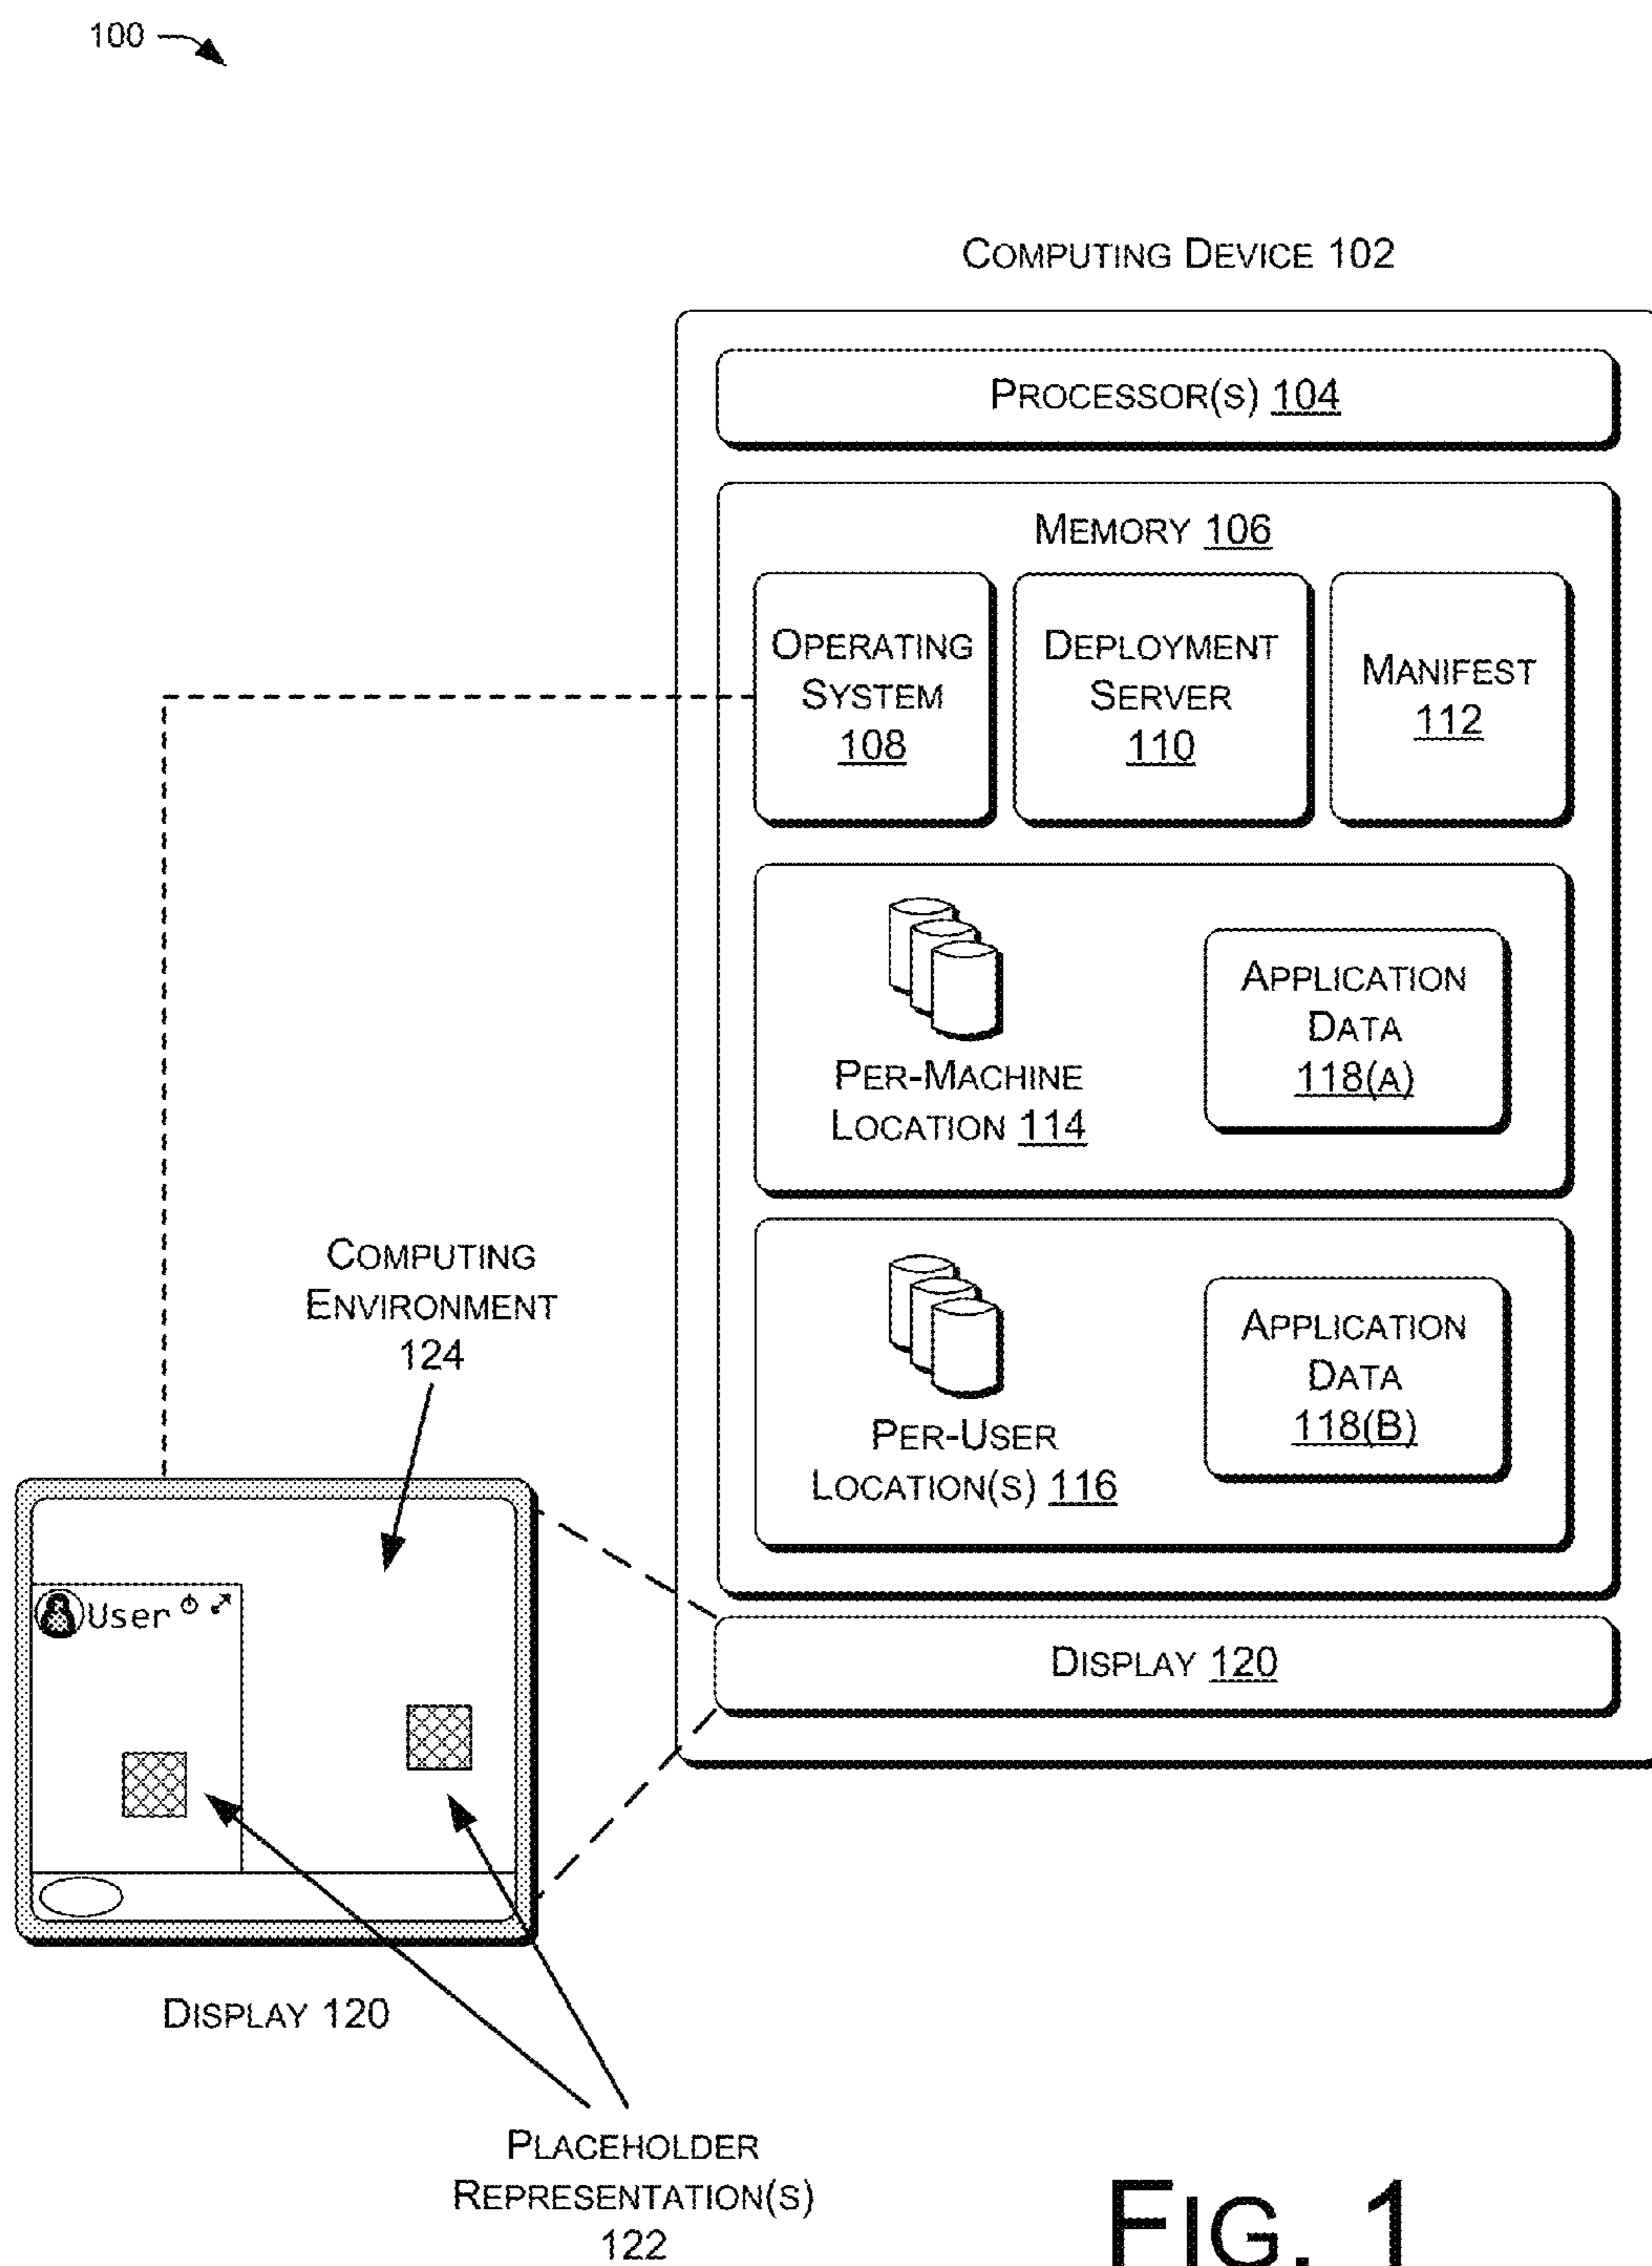 100
COMPUTING DEVICE 102
PROCESSOR(S) 104
MEMORY 106
OPERATING
SYSTEM
108
DEPLOYMENT
SERVER
110
MANIFEST
112
PER-MACHINE
LOCATION 114
APPLICATION
DATA
118(A)
PER-USER
LOCATION(S) 116
APPLICATION
DATA
118(B)
DISPLAY 120
COMPUTING
ENVIRONMENT
124
User
DISPLAY 120
PLACEHOLDER
REPRESENTATION(S)
122
FIG. 1